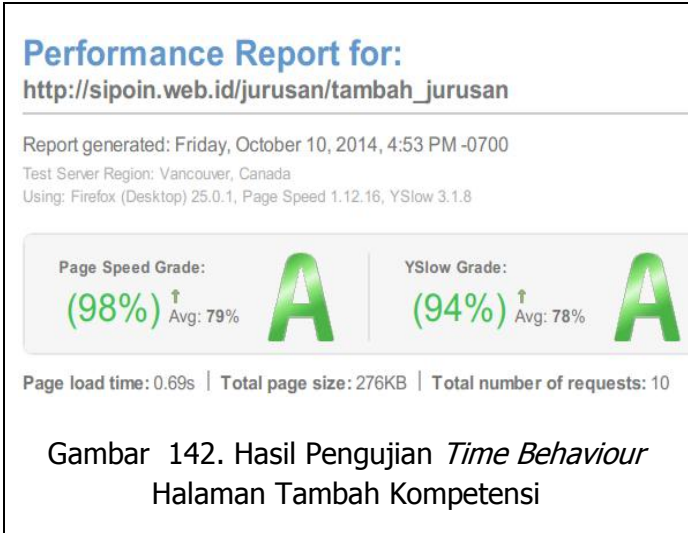 Performance Report for:
http://sipoin.web.id/jurusan/tambah_jurusan
Report generated: Friday, October 10, 2014, 4:53 PM -0700
Test Server Region: Vancouver, Canada
Using: Firefox (Desktop) 25.0.1, Page Speed 1.12.16, YSlow 3.1.8
Page Speed Grade:
(98%) ↑ Avg: 79% A
YSlow Grade:
(94%) ↑ Avg: 78% A
Page load time: 0.69s | Total page size: 276KB | Total number of requests: 10
Gambar 142. Hasil Pengujian Time Behaviour
Halaman Tambah Kompetensi